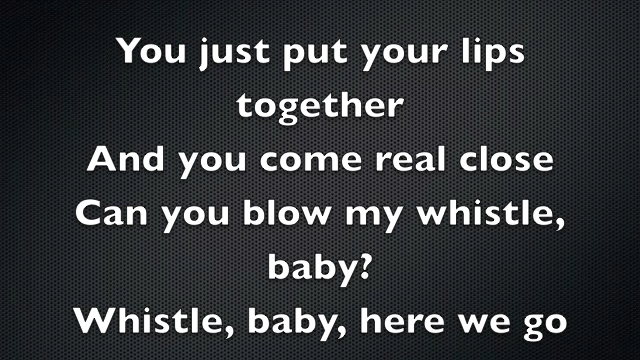 You just put your lips
together
And you come real close
Can you blow my whistle,
baby?
Whistle, baby, here we go